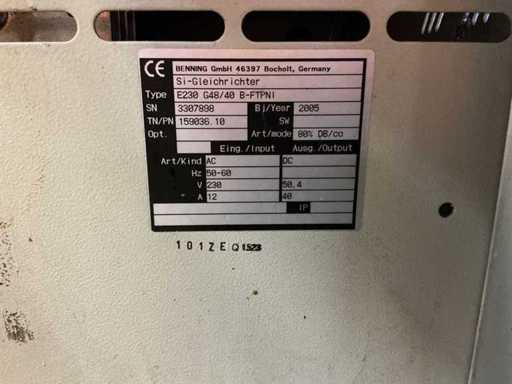 CE BENNING GmbH 46397 Bocholt, Germany
Si-Gleichrichter
Type E230 G48/40 B-FTPNI
SN 3307898 Bj/Year 2005
TN/PN 159036.10 SW
Opt. Art/mode 80% DB/co
Eing./Input Ausg./Output
Art/Kind AC DC
Hz 50-60
V 230 50.4
A 12 40
IP
101ZEQ